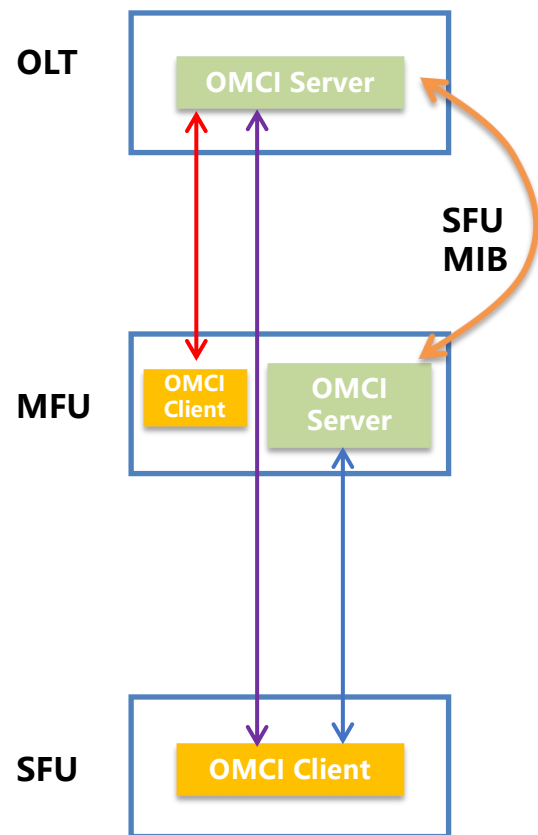 OLT
OMCI Server
SFU
MIB
MFU
OMCI
Client
OMCI
Server
SFU
OMCI Client